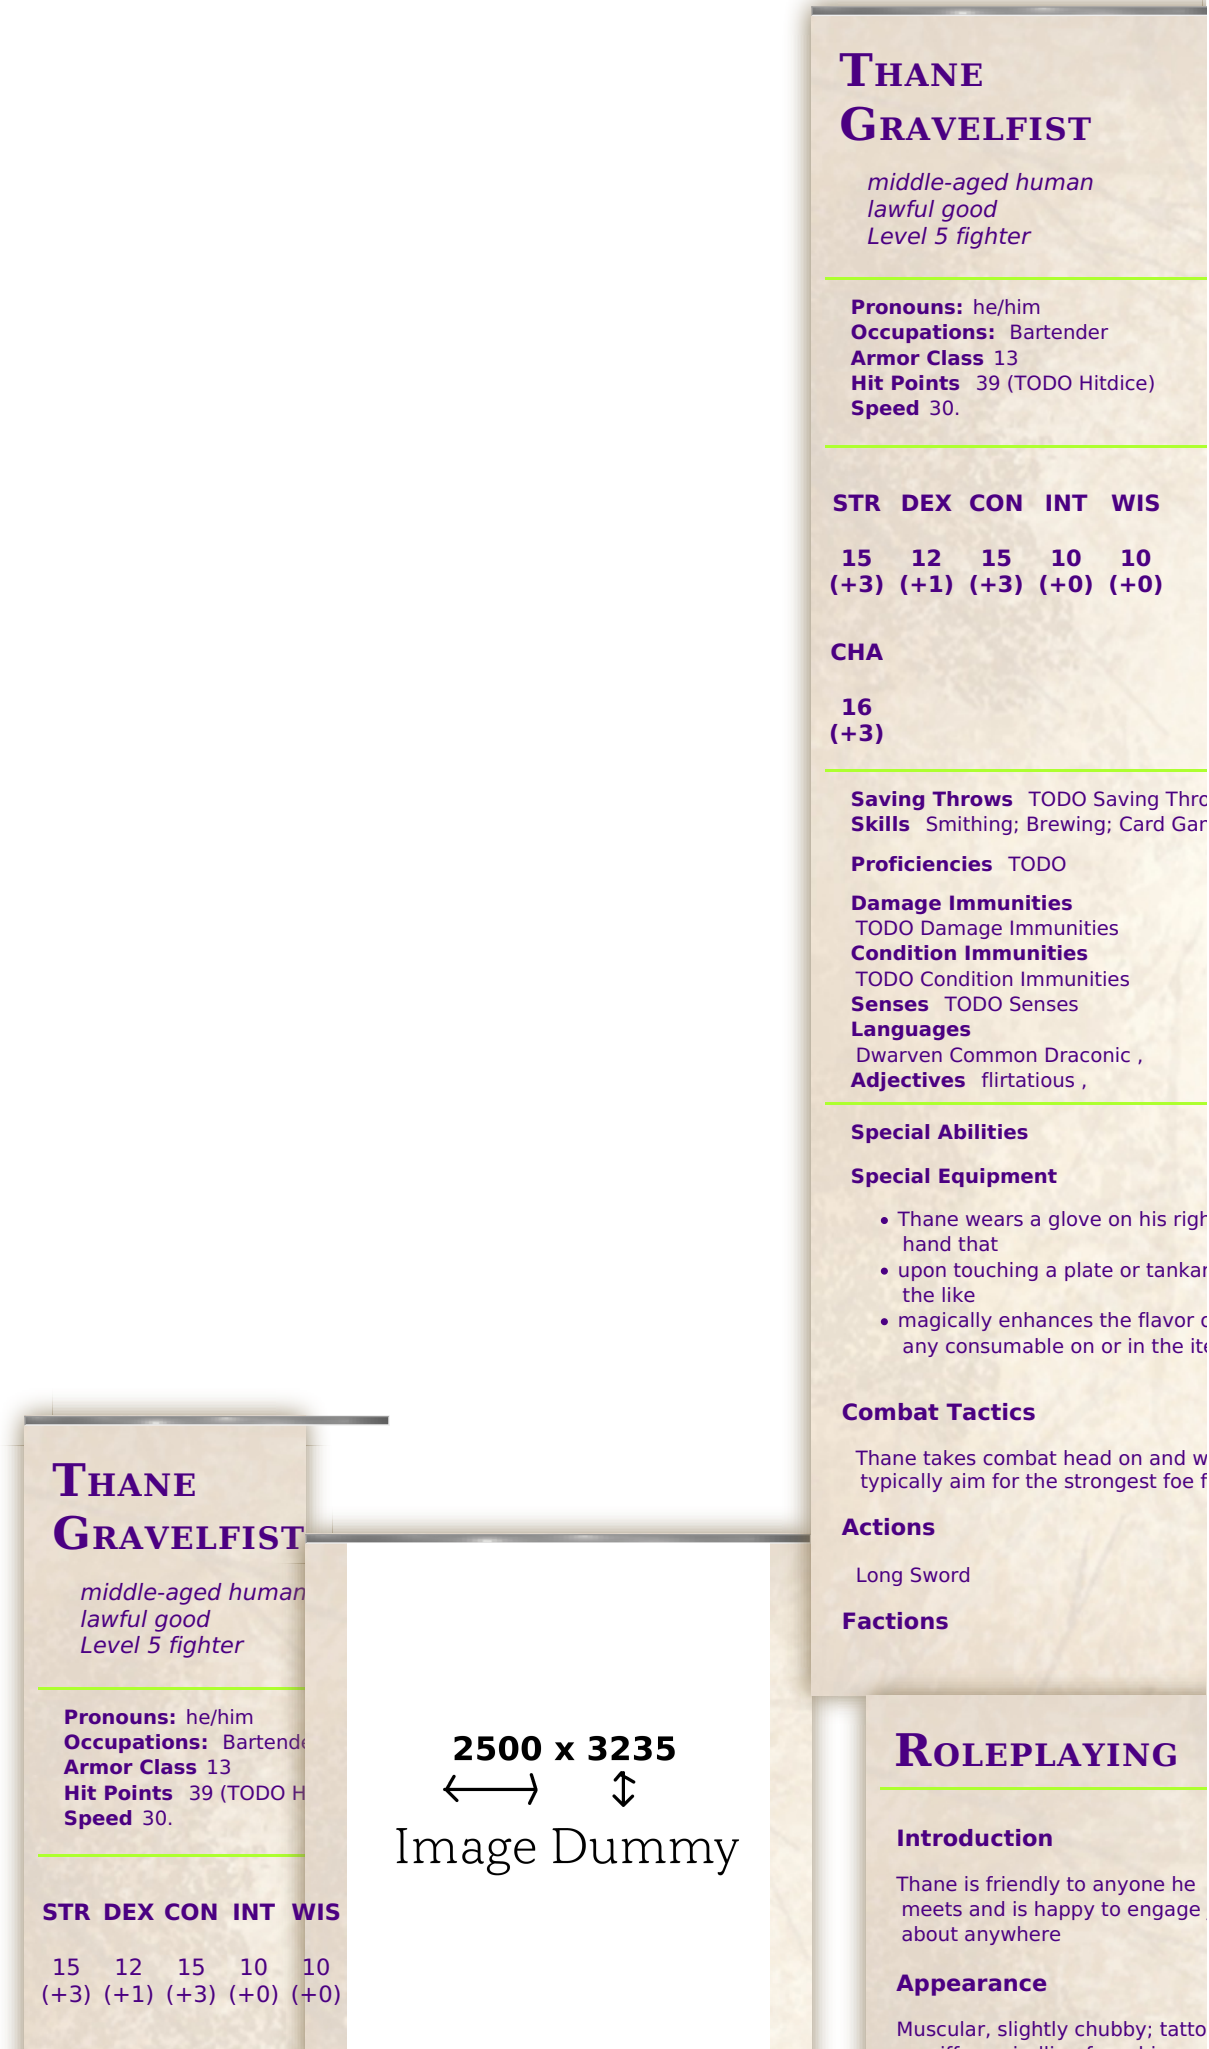 THANE
GRAVELFIST
middle-aged human
lawful good
Level 5 fighter
Pronouns: he/him
Occupations: Bartender
Armor Class 13
Hit Points 39 (TODO Hitdice)
Speed 30.
STR DEX CON INT WIS
15 12 15 10 10
(+3) (+1) (+3) (+0) (+0)
CHA
16
(+3)
Saving Throws TODO Saving
Skills Smithing; Brewing; Card
Proficiencies TODO
Damage Immunities
TODO Damage Immunities
Condition Immunities
TODO Condition Immunities
Senses TODO Senses
Languages
Dwarven Common Draconic ,
Adjectives flirtatious ,
Special Abilities
Special Equipment
• Thane wears a glove on his
hand that
• upon touching a plate or
the like
• magically enhances the flavor
any consumable on or in the
Combat Tactics
Thane takes combat head on and
typically aim for the strongest foe
Actions
Long Sword
Factions
THANE
GRAVELFIST
middle-aged human
lawful good
Level 5 fighter
Pronouns: he/him
Occupations:
Armor Class 13
Hit Points 39 (TODO
Speed 30.
STR DEX CON INT WIS
15 12 15 10 10
(+3) (+1) (+3) (+0) (+0)
2500 x 3235
Image Dummy
ROLEPLAYING
Introduction
Thane is friendly to anyone he
meets and is happy to engage
about anywhere
Appearance
Muscular, slightly chubby;